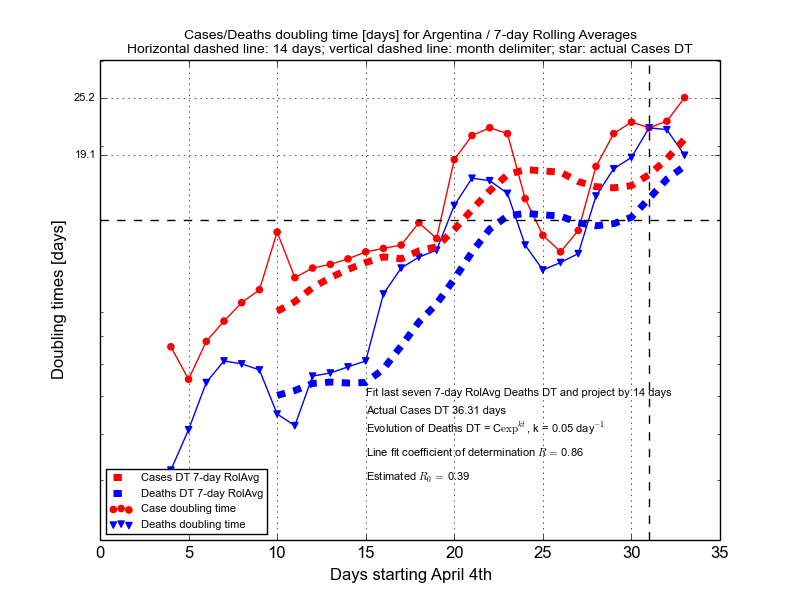 Cases/Deaths doubling time [days] for Argentina / 7-day Rolling Averages
Horizontal dashed line: 14 days; vertical dashed line: month delimiter; star: actual Cases DT
25.2
19.1
Doubling times [days]
Fit last seven 7-day RolAvg Deaths DT and project by 14 days
Actual Cases DT 36.31 days
Evolution of Deaths DT = Cexp^{kt}, k = 0.05 day^{-1}
Line fit coefficient of determination R = 0.86
Estimated R_0 = 0.39
Cases DT 7-day RolAvg
Deaths DT 7-day RolAvg
Case doubling time
Deaths doubling time
0 5 10 15 20 25 30 35
Days starting April 4th